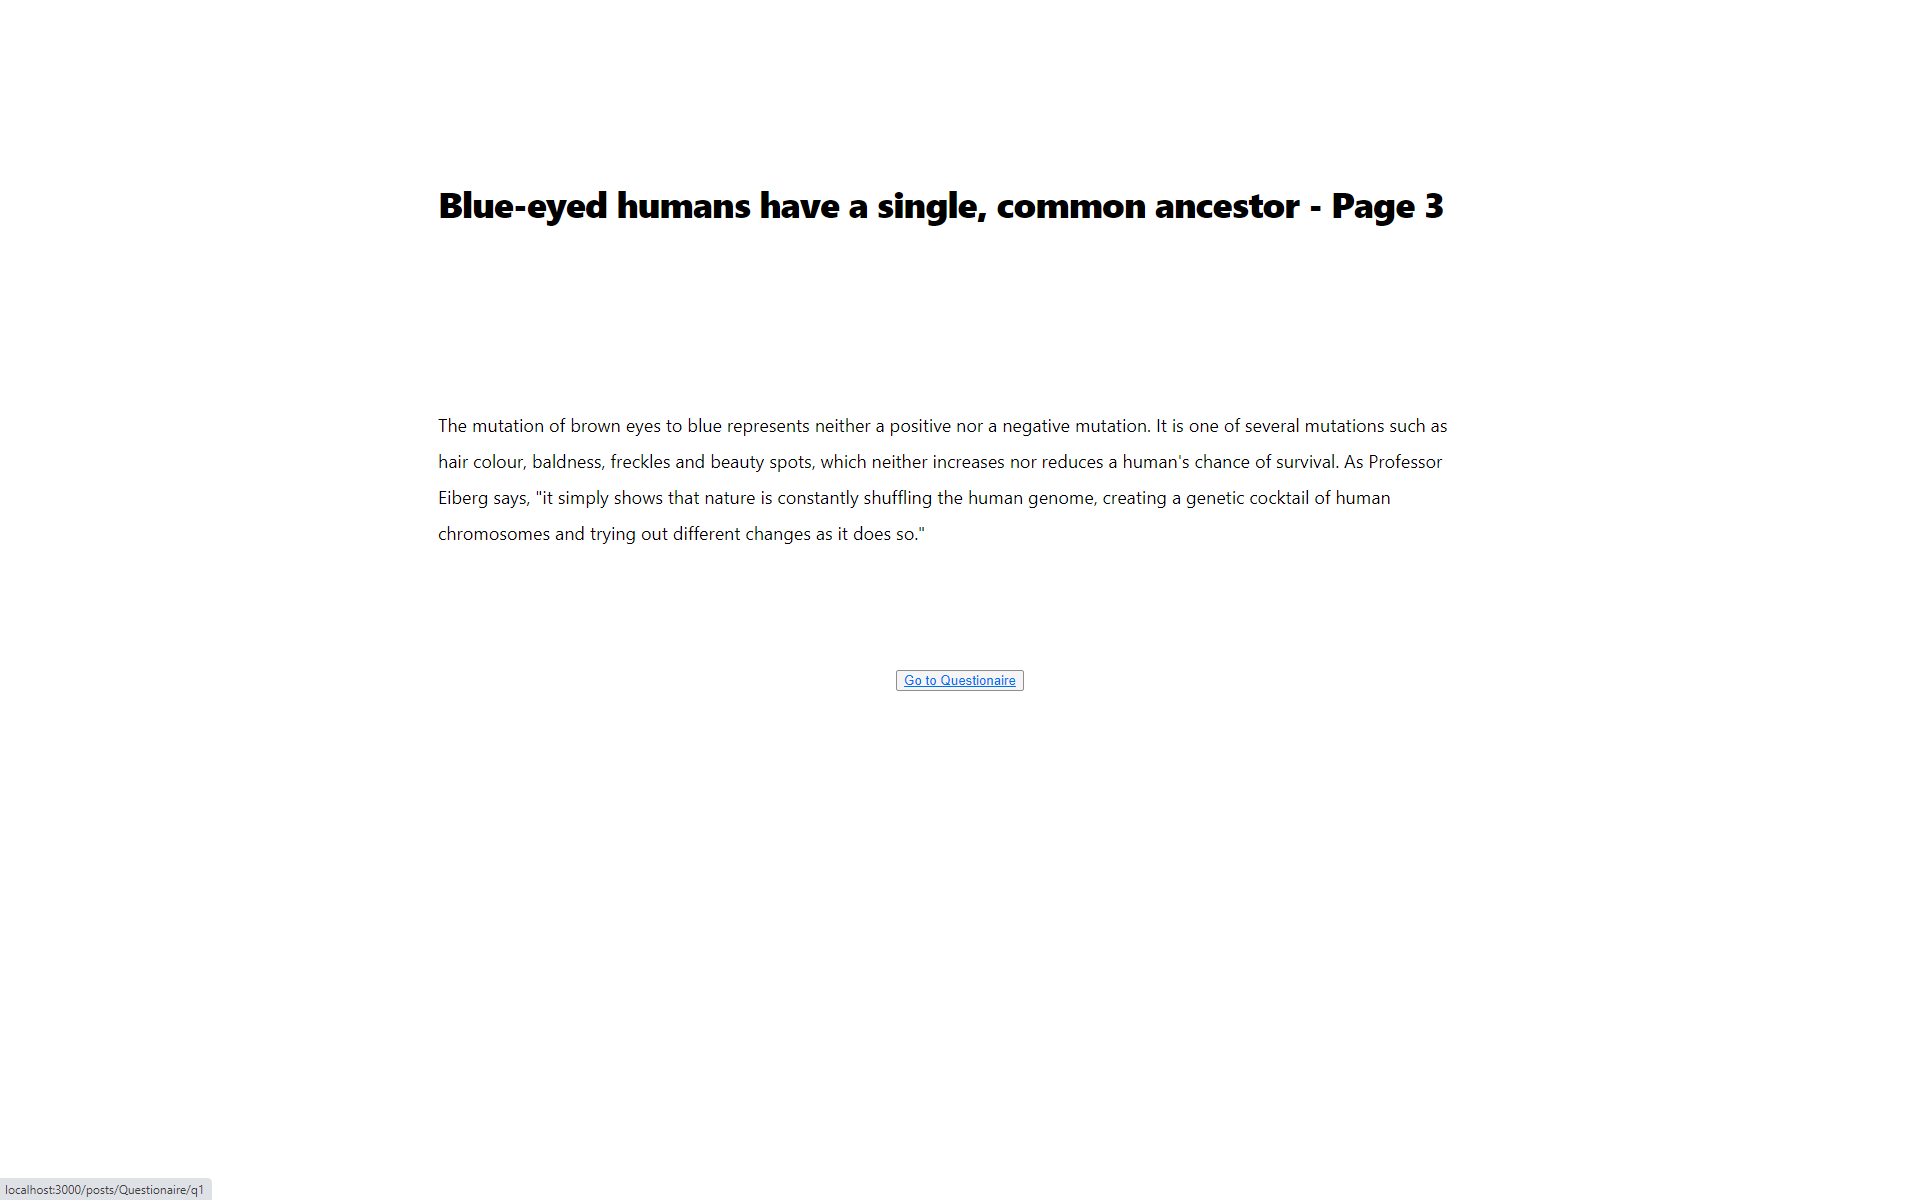 Blue-eyed humans have a single, common ancestor - Page 3
The mutation of brown eyes to blue represents neither a positive nor a negative mutation. It is one of several mutations such as
hair colour, baldness, freckles and beauty spots, which neither increases nor reduces a human's chance of survival. As Professor
Eiberg says, "it simply shows that nature is constantly shuffling the human genome, creating a genetic cocktail of human
chromosomes and trying out different changes as it does so."
Go to Questionaire
localhost:3000/posts/Questionaire/q1